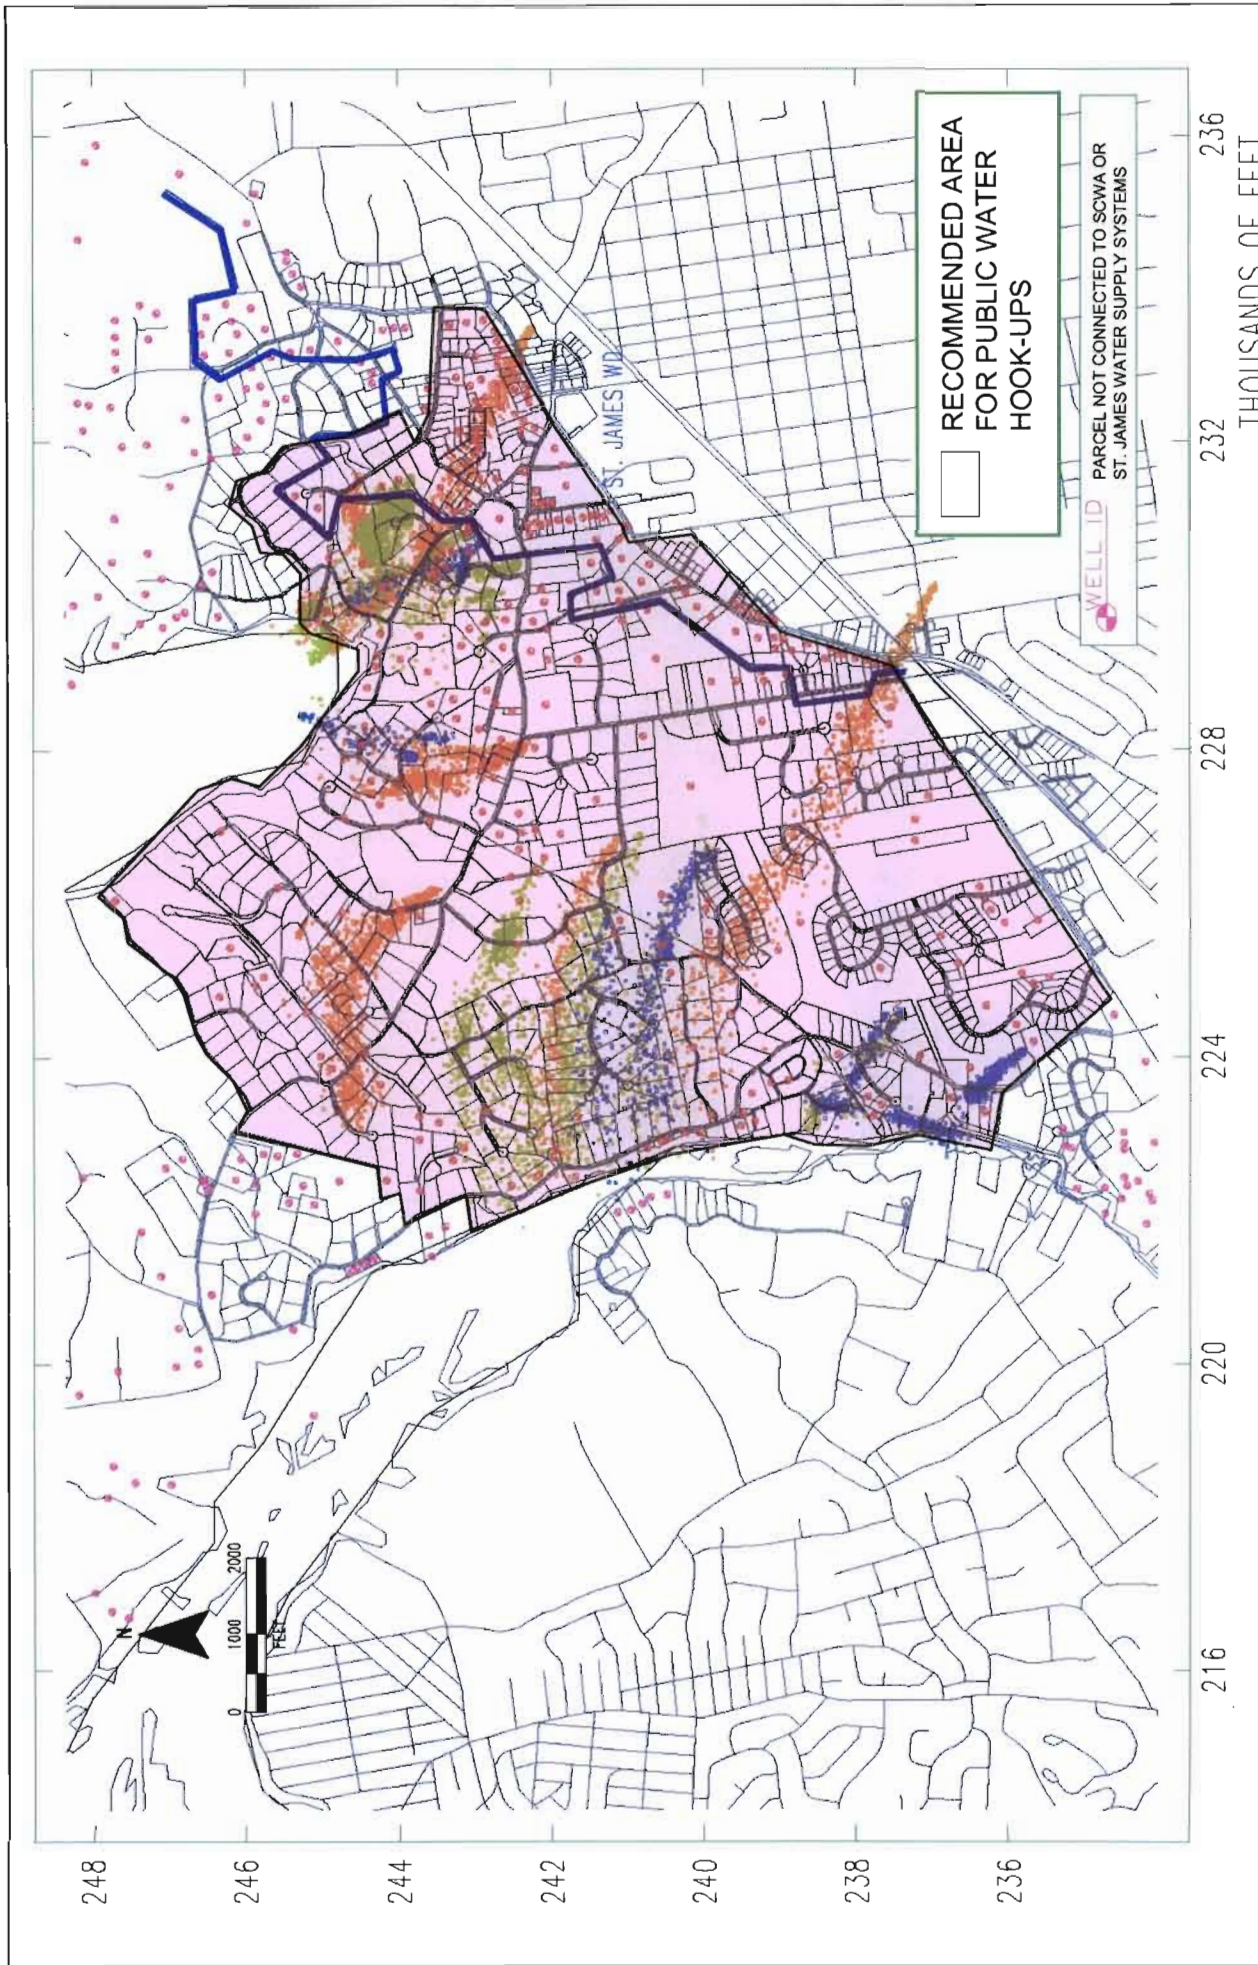 RECOMMENDED AREA
FOR PUBLIC WATER
HOOK-UPS
WELL ID
PARCEL NOT CONNECTED TO SCWA OR
ST. JAMES WATER SUPPLY SYSTEMS
ST. JAMES WD
N
0 1000 2000
FEET
248
246
244
242
240
238
236
216
220
224
228
232
236
THOUSANDS OF FEET